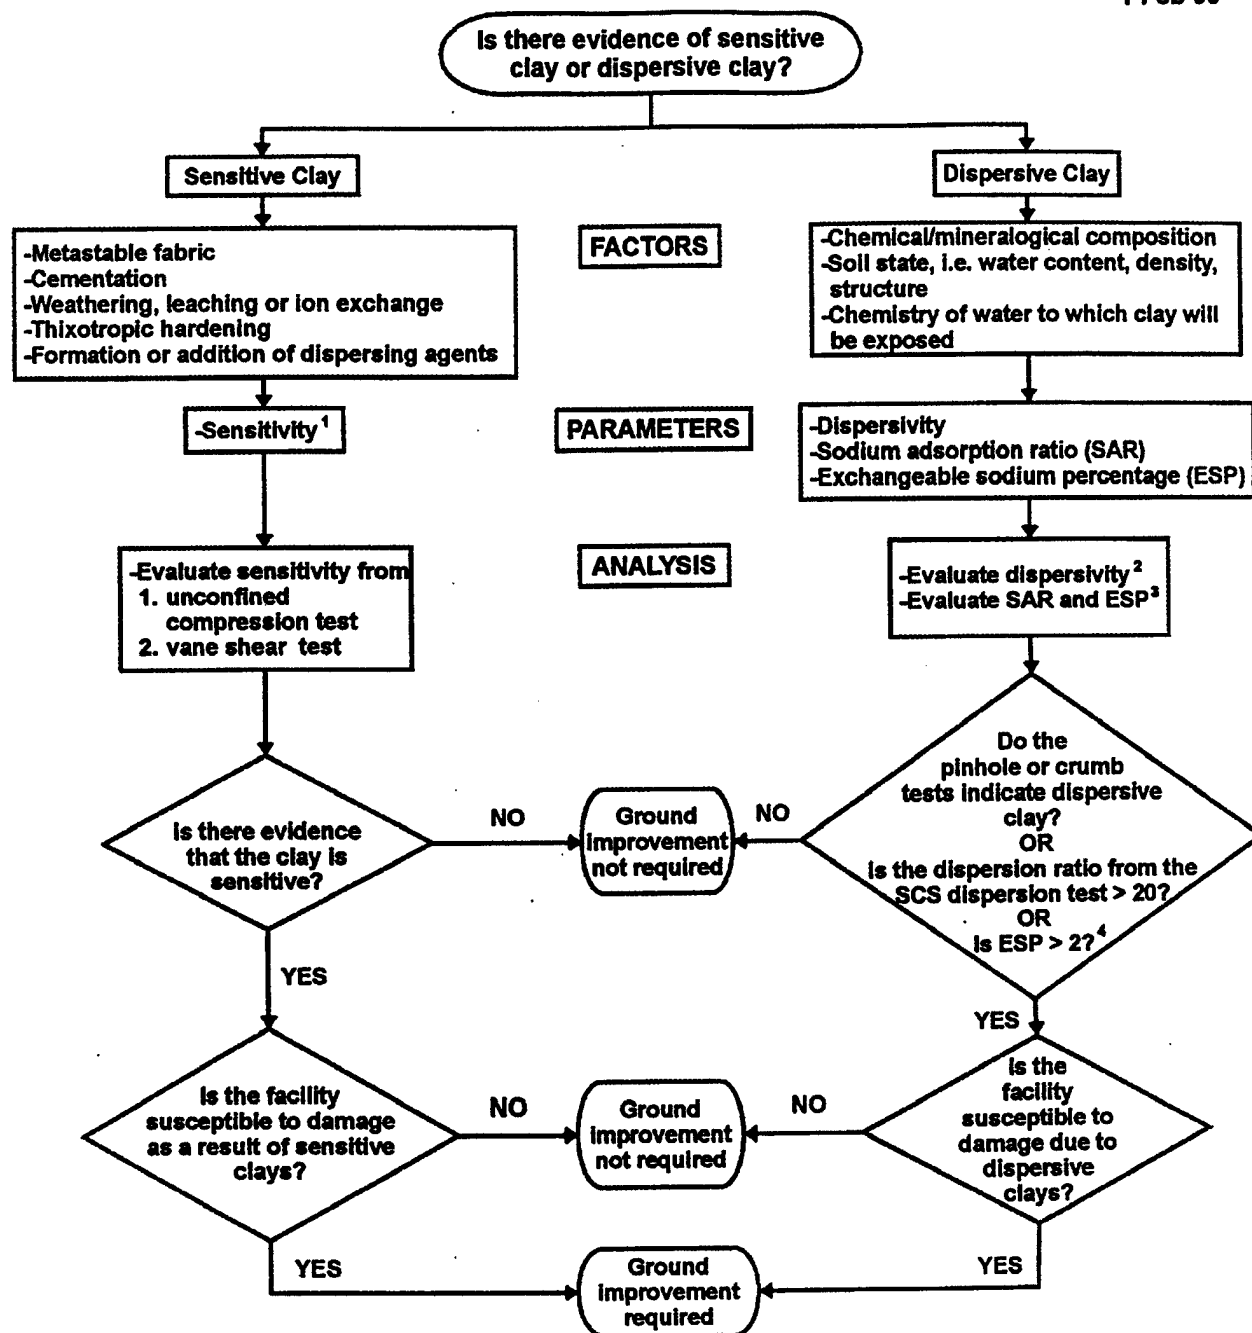 Is there evidence of sensitive
clay or dispersive clay?
Sensitive Clay
Dispersive Clay
-Metastable fabric
-Cementation
-Weathering, leaching or ion exchange
-Thixotropic hardening
-Formation or addition of dispersing agents
FACTORS
-Chemical/mineralogical composition
-Soil state, i.e. water content, density,
structure
-Chemistry of water to which clay will
be exposed
-Sensitivity¹
PARAMETERS
-Dispersivity
-Sodium adsorption ratio (SAR)
-Exchangeable sodium percentage (ESP)
-Evaluate sensitivity from
1. unconfined
compression test
2. vane shear test
ANALYSIS
-Evaluate dispersivity²
-Evaluate SAR and ESP³
Is there evidence
that the clay is
sensitive?
NO
Ground
improvement
not required
NO
Do the
pinhole or crumb
tests indicate dispersive
clay?
OR
Is the dispersion ratio from the
SCS dispersion test > 20?
OR
Is ESP > 2?⁴
YES
YES
Is the facility
susceptible to damage
as a result of sensitive
clays?
NO
Ground
improvement
not required
NO
Is the
facility
susceptible to
damage due to
dispersive
clays?
YES
Ground
improvement
required
YES